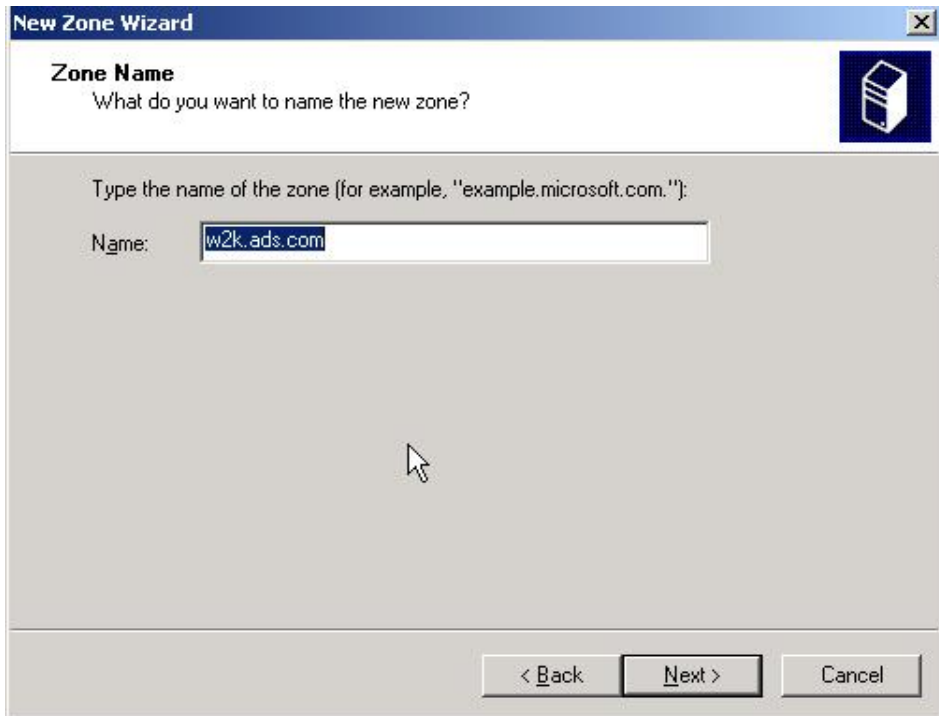 New Zone Wizard
Zone Name
What do you want to name the new zone?
Type the name of the zone (for example, "example.microsoft.com."):
Name: w2k.ads.com
< Back Next > Cancel